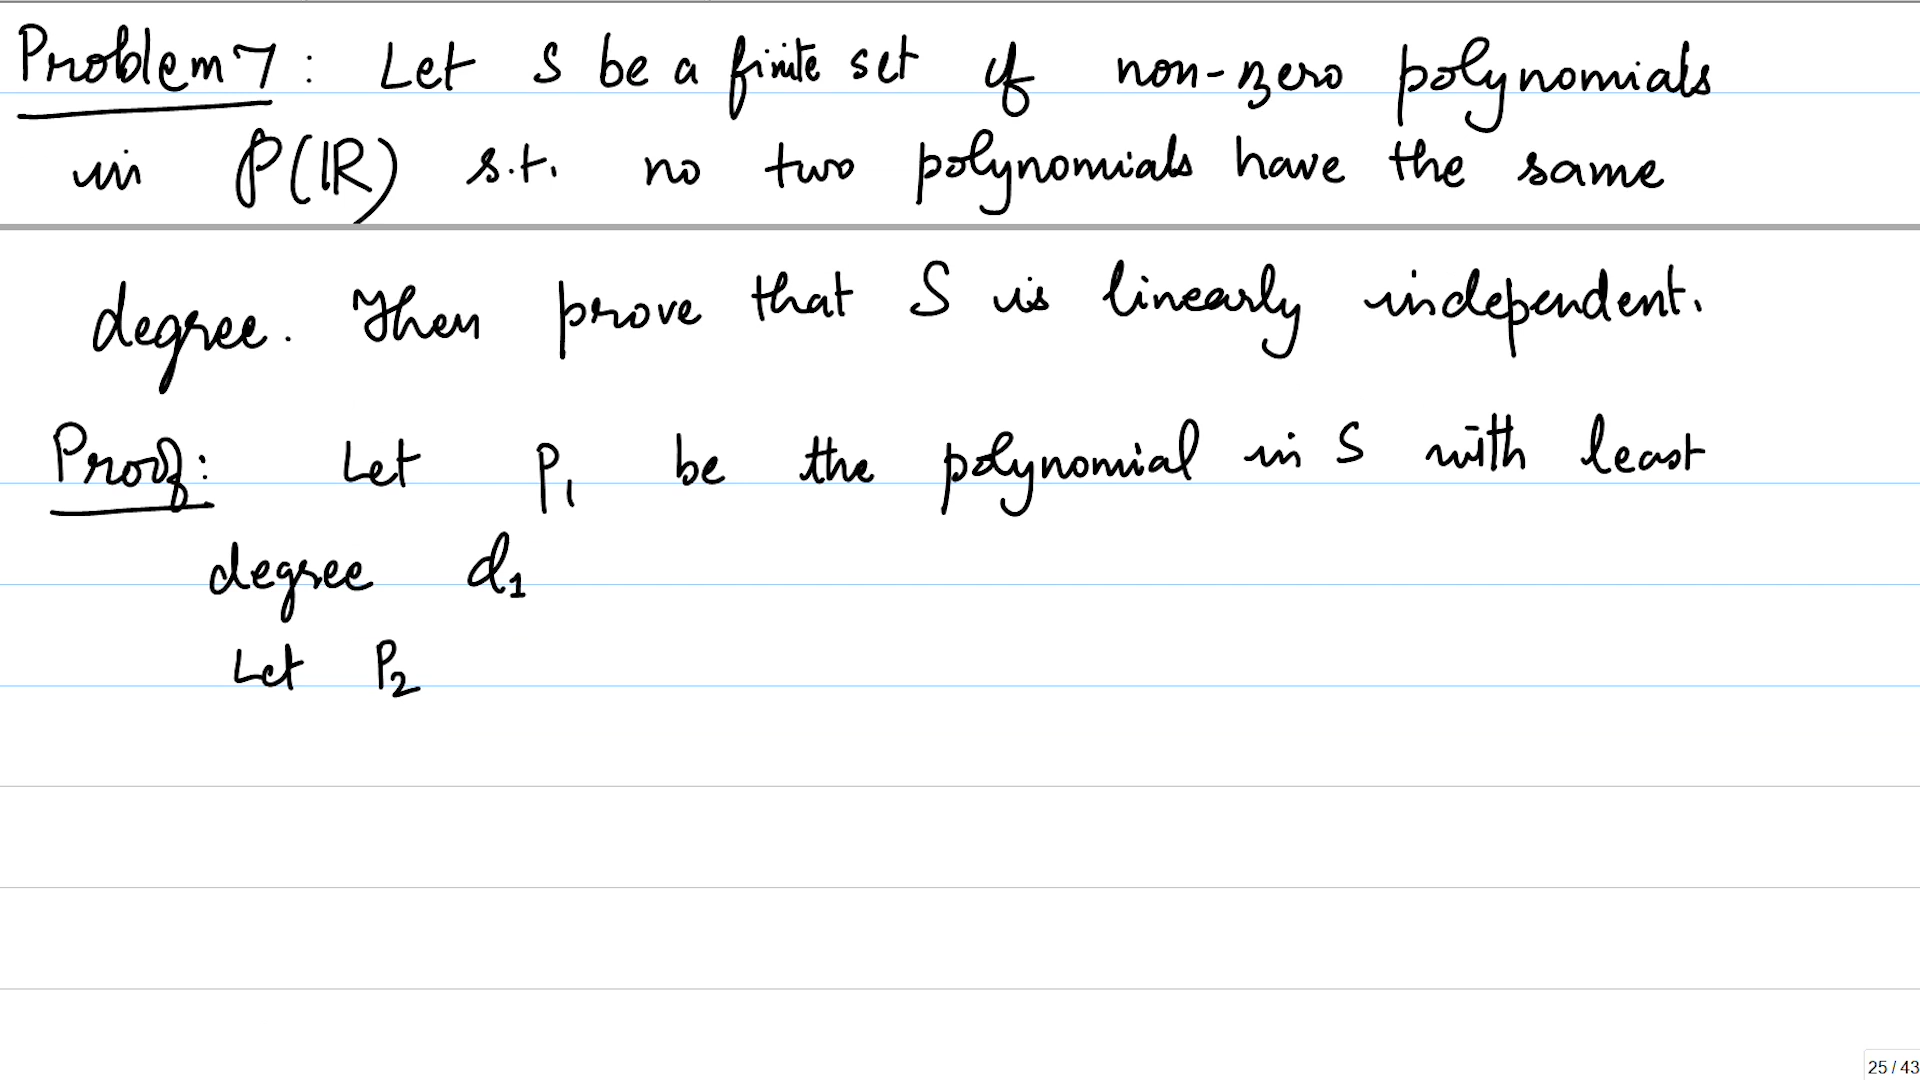 Problem 7 : Let S be a finite set of non-zero polynomials
in P(IR) s.t. no two polynomials have the same
degree. Then prove that S is linearly independent.
Proof: Let P₁ be the polynomial in S with least
degree d₁
Let P₂
25 / 43